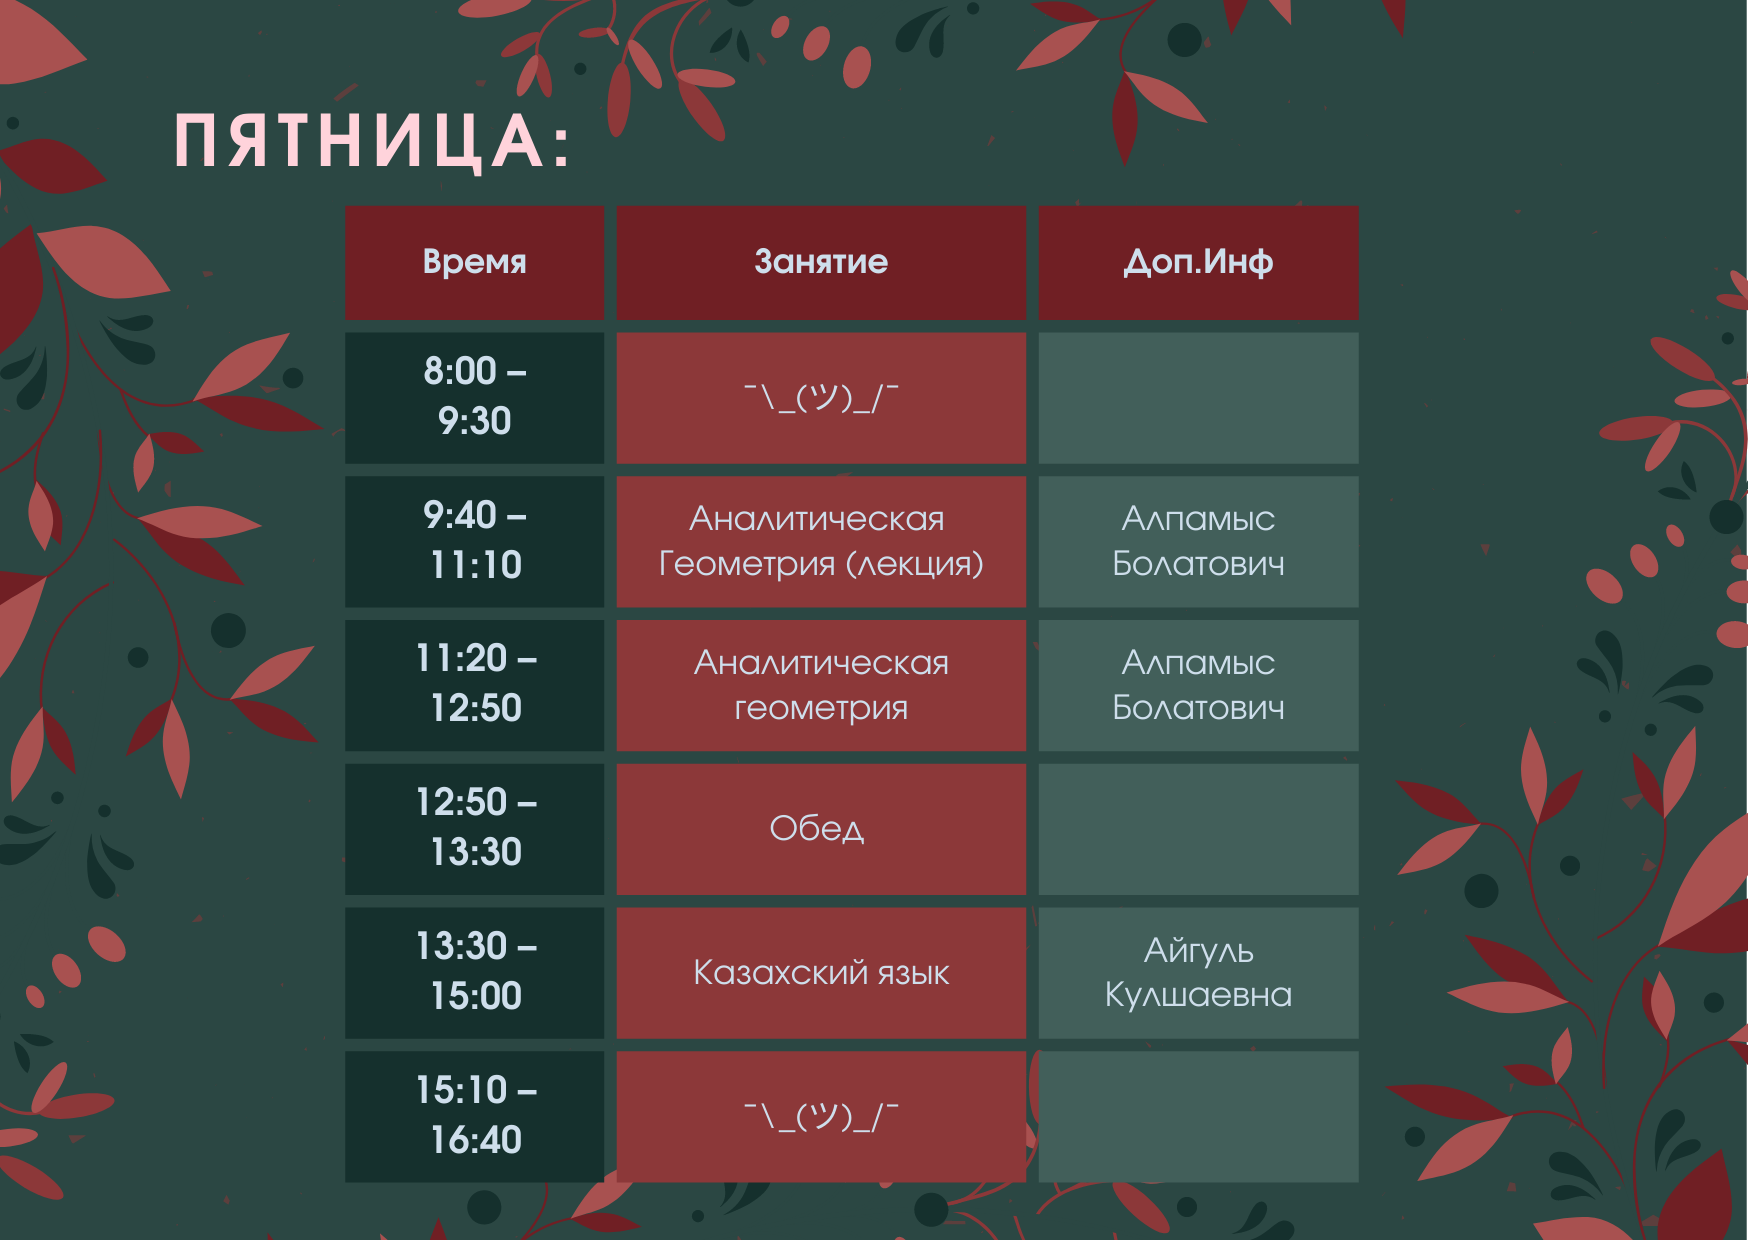 ПЯТНИЦА:
Время
Занятие
Доп.Инф
8:00 –
9:30
¯\_(ツ)_/¯
9:40 –
11:10
Аналитическая
Геометрия (лекция)
Алпамыс
Болатович
11:20 –
12:50
Аналитическая
геометрия
Алпамыс
Болатович
12:50 –
13:30
Обед
13:30 –
15:00
Казахский язык
Айгуль
Кулшаевна
15:10 –
16:40
¯\_(ツ)_/¯